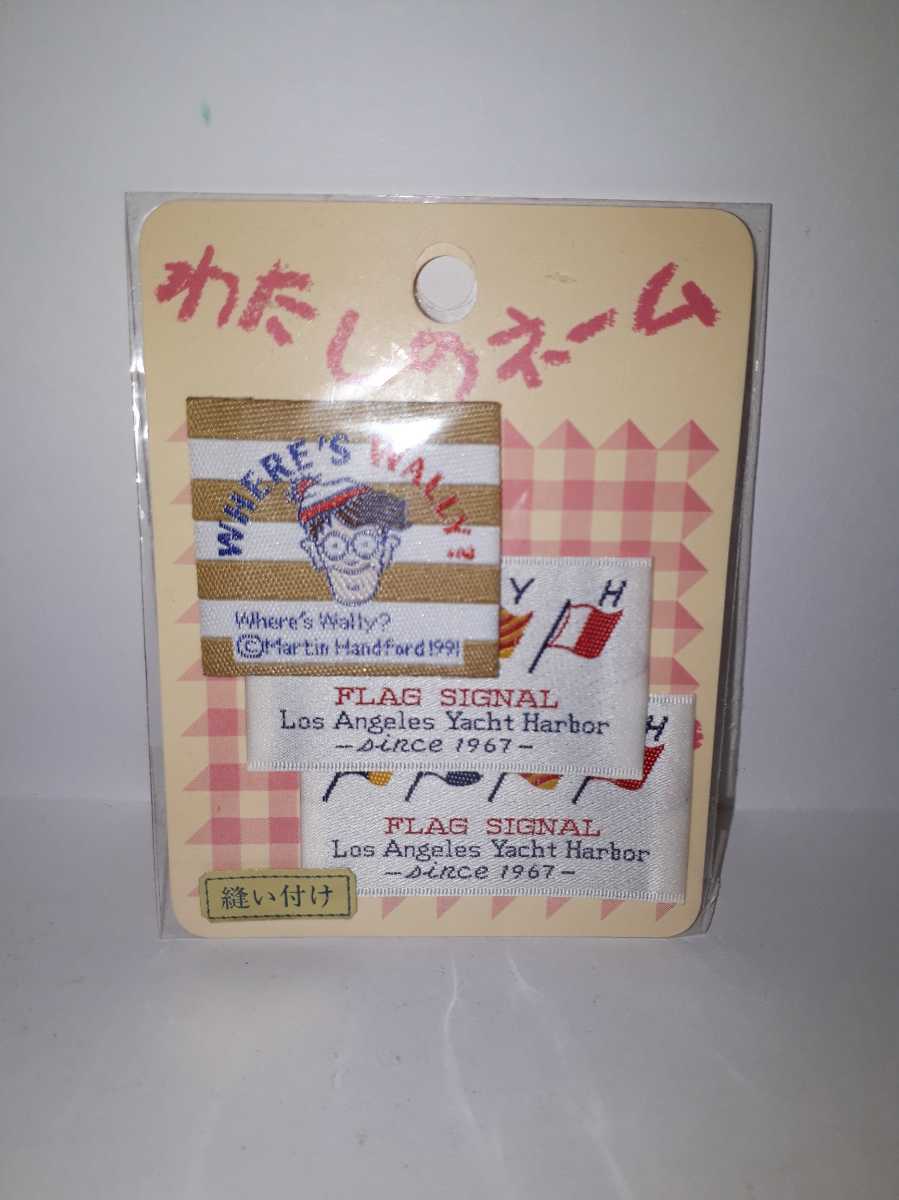 わたしのネーム
WHERE'S WALLY?
Where's Wally?
©Martin Handford 1991
Y H
FLAG SIGNAL
Los Angeles Yacht Harbor
-since 1967-
H
FLAG SIGNAL
Los Angeles Yacht Harbor
-since 1967-
縫い付け